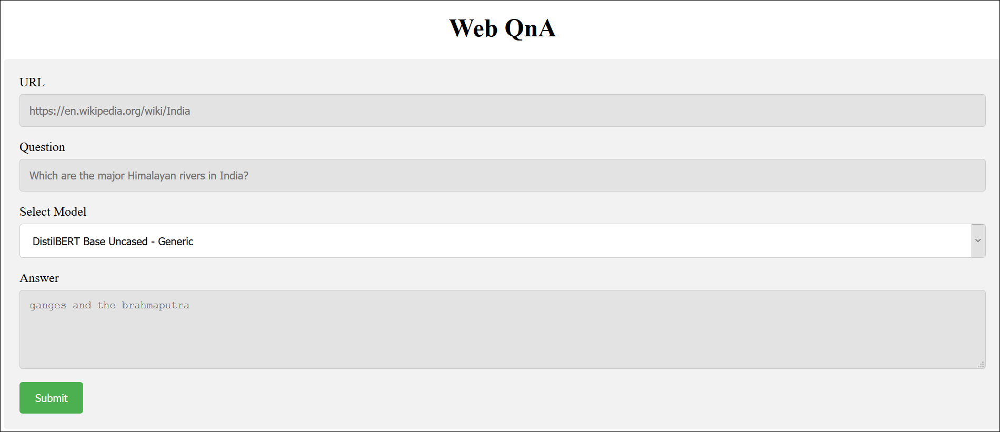 Web QnA
URL
https://en.wikipedia.org/wiki/India
Question
Which are the major Himalayan rivers in India?
Select Model
DistilBERT Base Uncased - Generic
Answer
ganges and the brahmaputra
Submit